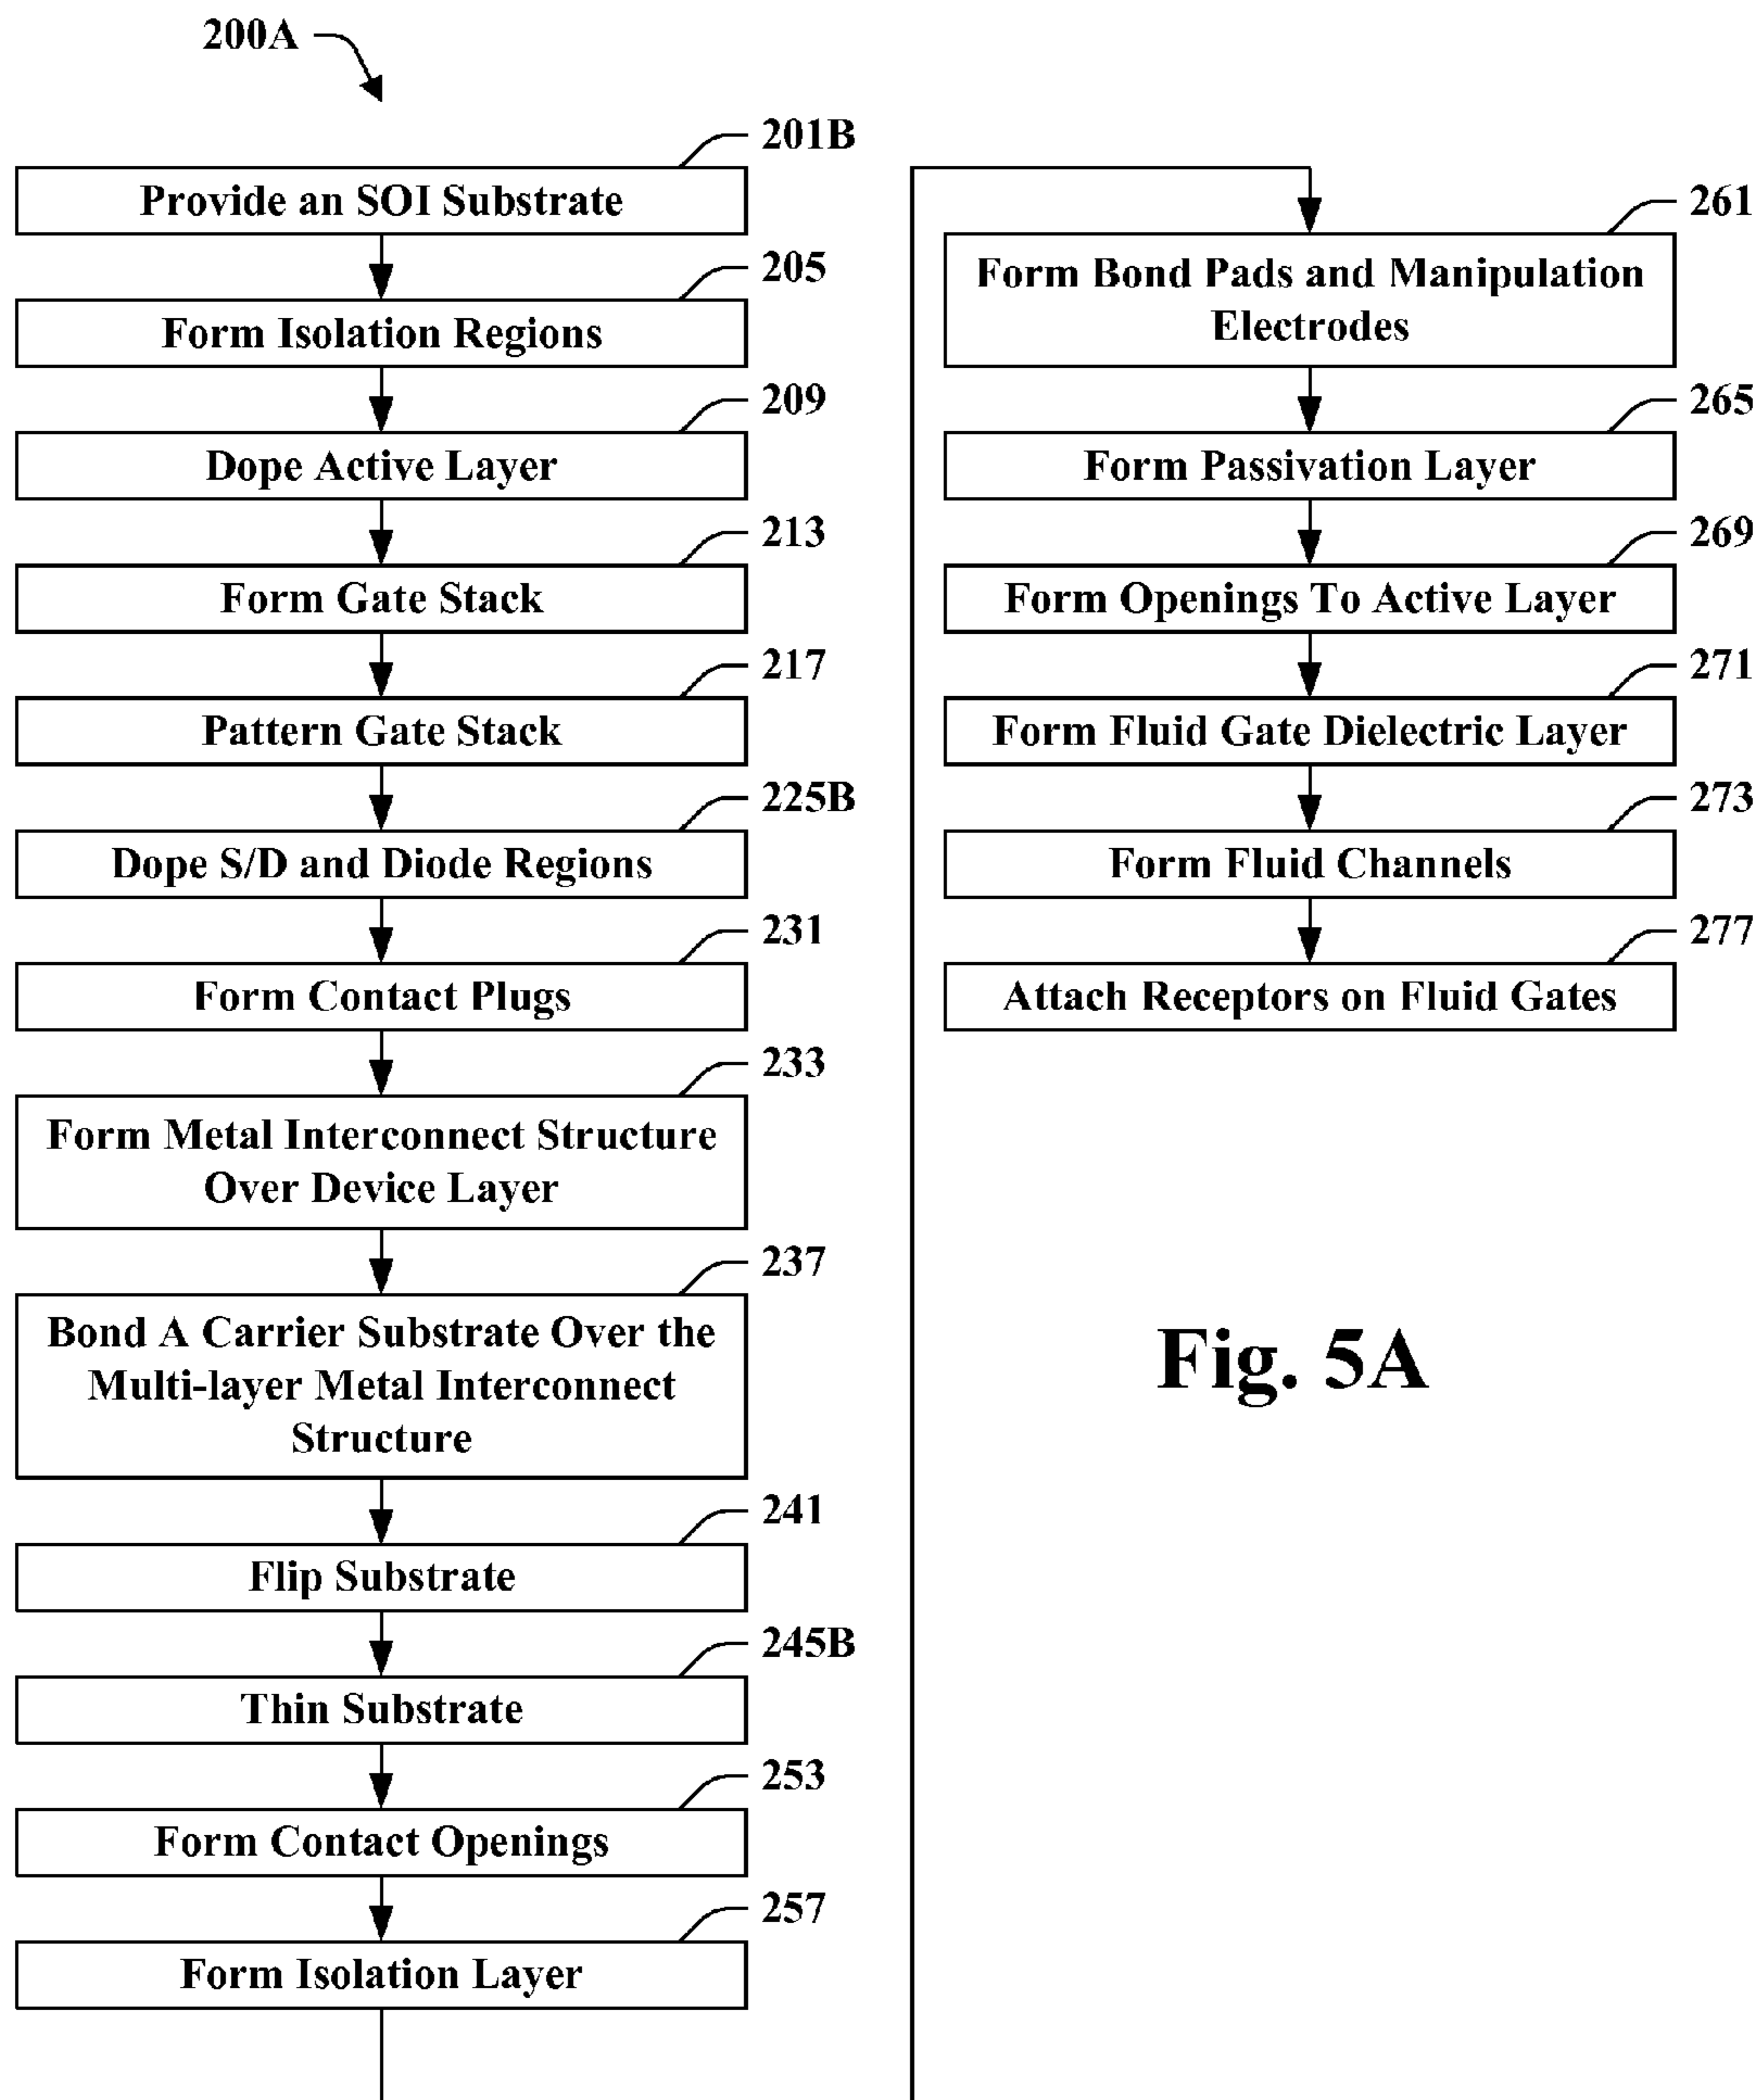 200A
201B
Provide an SOI Substrate
205
Form Isolation Regions
209
Dope Active Layer
213
Form Gate Stack
217
Pattern Gate Stack
225B
Dope S/D and Diode Regions
231
Form Contact Plugs
233
Form Metal Interconnect Structure
Over Device Layer
237
Bond A Carrier Substrate Over the
Multi-layer Metal Interconnect
Structure
241
Flip Substrate
245B
Thin Substrate
253
Form Contact Openings
257
Form Isolation Layer
261
Form Bond Pads and Manipulation
Electrodes
265
Form Passivation Layer
269
Form Openings To Active Layer
271
Form Fluid Gate Dielectric Layer
273
Form Fluid Channels
277
Attach Receptors on Fluid Gates
Fig. 5A